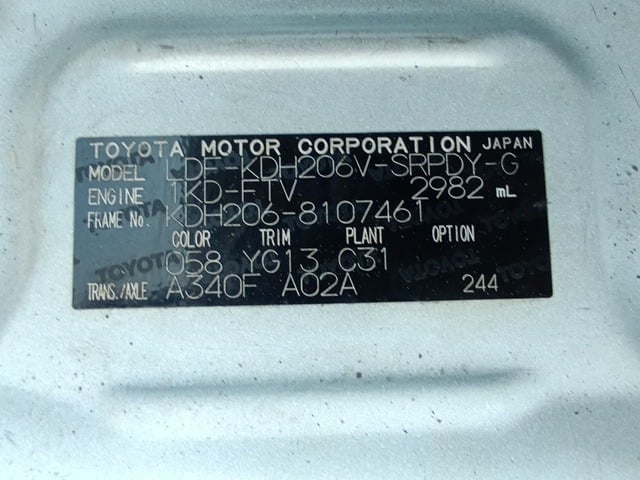 TOYOTA MOTOR CORPORATION JAPAN
MODEL LDF-KDH206V-SRPDY-G
ENGINE 1KD-FTV 2982 mL
FRAME No. KDH206-8107461
COLOR TRIM PLANT OPTION
058 YG13 C31
TRANS./AXLE A340F A02A 244